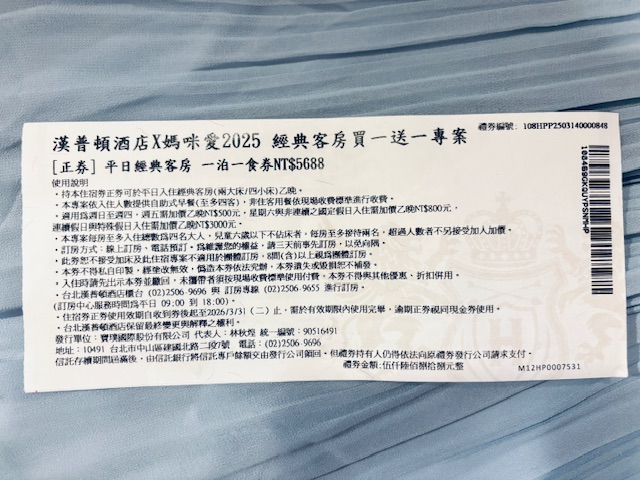 漢普頓酒店X媽咪愛2025 經典客房買一送一專案
禮券編號: 108HPP2503140000848
[正券] 平日經典客房 一泊一食券NT$5688
使用說明
・持本住宿券正券可於平日入住經典客房(兩大床/四小床)乙晚。
・本專案依入住人數提供自助式早餐(至多四客)，非住客用餐依現場收費標準進行收費。
・適用為週日至週四，週五需加價乙晚NT$500元，星期六與非連續之國定假日入住需加價乙晚NT$800元，
連續假日與特殊假日入住需加價乙晚NT$3000元。
・本專案每房至多入住總數為四名大人，兒童六歲以下不佔床者，每房至多接待兩名，超過人數者不另接受加人加價。
・訂房方式：線上訂房、電話預訂。為維護您的權益，請三天前事先訂房，以免向隅。
・此券恕不接受加床及此住宿專案不適用於團體訂房，8間(含)以上視為團體訂房。
・本券不得私自印製，經塗改無效，偽造本券依法究辦，本券遺失或毀損恕不補發。
・入住時請先出示本券並繳回，未攜帶者須按現場標準使用付費。本券不得與其他優惠、折扣併用。
・台北漢普頓酒店櫃台 (02)2506-9696 與 訂房專線 (02)2506-9655 進行訂房。
(訂房中心服務時間為平日 09:00 到 18:00)。
・住宿券正券使用效期自收到券後起至2026/3/31(二)止，需於有效期限內使用完畢，逾期正券視同現金券使用。
・台北漢普頓酒店保留最終變更與解釋之權利。
發行單位: 寶璞國際股份有限公司 代表人: 林秋煌 統一編號: 90516491
地址: 10491 台北市中山區建國北路二段7號 電話: (02)2506-9696
信託存續期間屆滿後，由信託銀行將信託專戶餘額交由發行公司領回，但禮券持有人仍得依法向原禮券發行公司請求支付。
禮券金額: 伍仟陸佰捌拾捌元整
M12HP0007531